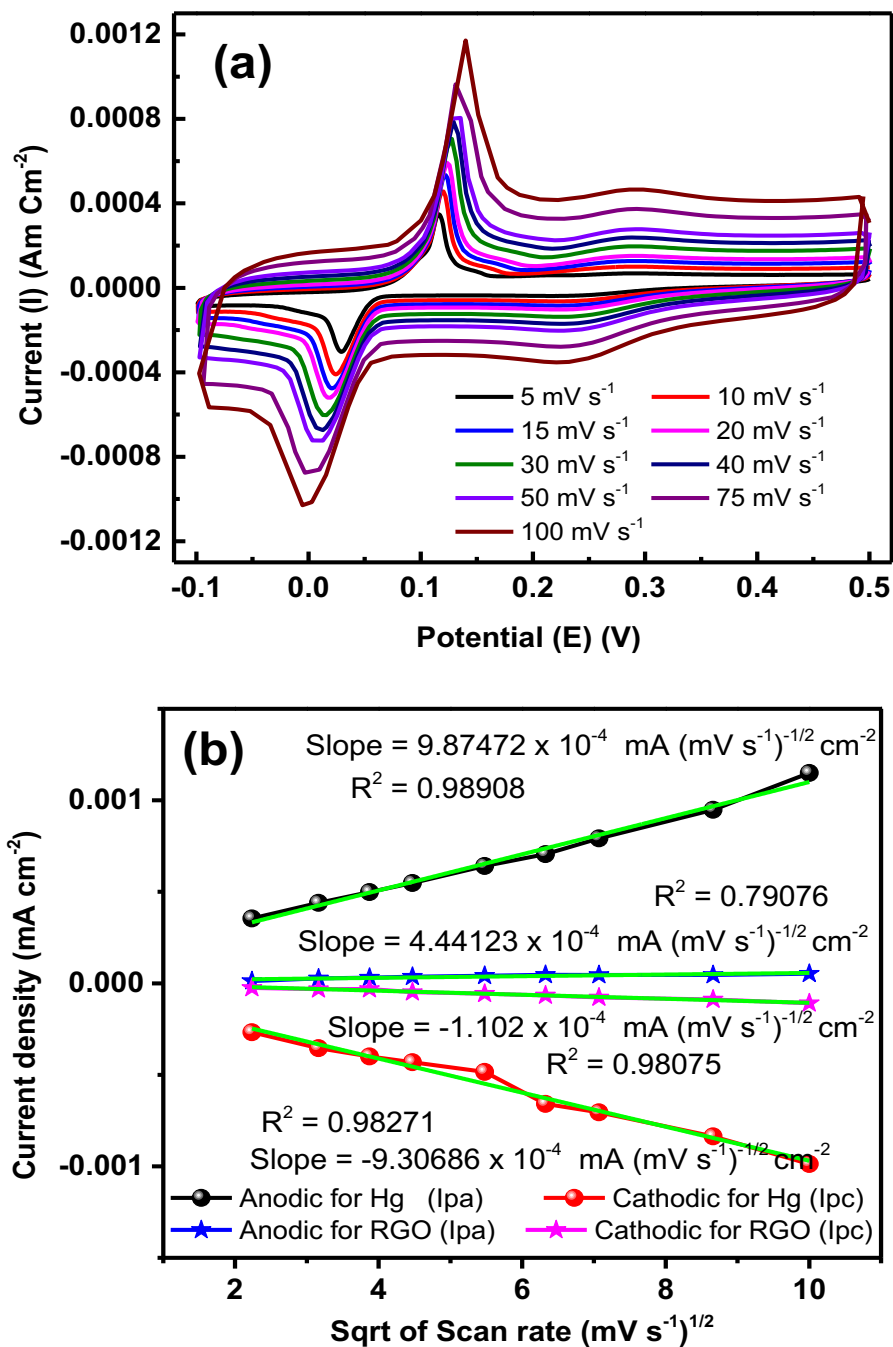 (a)
0.0012
0.0008
0.0004
0.0000
-0.0004
-0.0008
-0.0012
Current (I) (Am Cm⁻²)
5 mV s⁻¹ 10 mV s⁻¹
15 mV s⁻¹ 20 mV s⁻¹
30 mV s⁻¹ 40 mV s⁻¹
50 mV s⁻¹ 75 mV s⁻¹
100 mV s⁻¹
-0.1 0.0 0.1 0.2 0.3 0.4 0.5
Potential (E) (V)
(b)
Slope = 9.87472 x 10⁻⁴ mA (mV s⁻¹)⁻¹/² cm⁻²
R² = 0.98908
0.001
0.000
-0.001
Current density (mA cm⁻²)
R² = 0.79076
Slope = 4.44123 x 10⁻⁴ mA (mV s⁻¹)⁻¹/² cm⁻²
Slope = -1.102 x 10⁻⁴ mA (mV s⁻¹)⁻¹/² cm⁻²
R² = 0.98075
R² = 0.98271
Slope = -9.30686 x 10⁻⁴ mA (mV s⁻¹)⁻¹/² cm⁻²
Anodic for Hg (Ipa) Cathodic for Hg (Ipc)
Anodic for RGO (Ipa) Cathodic for RGO (Ipc)
2 4 6 8 10
Sqrt of Scan rate (mV s⁻¹)¹/²